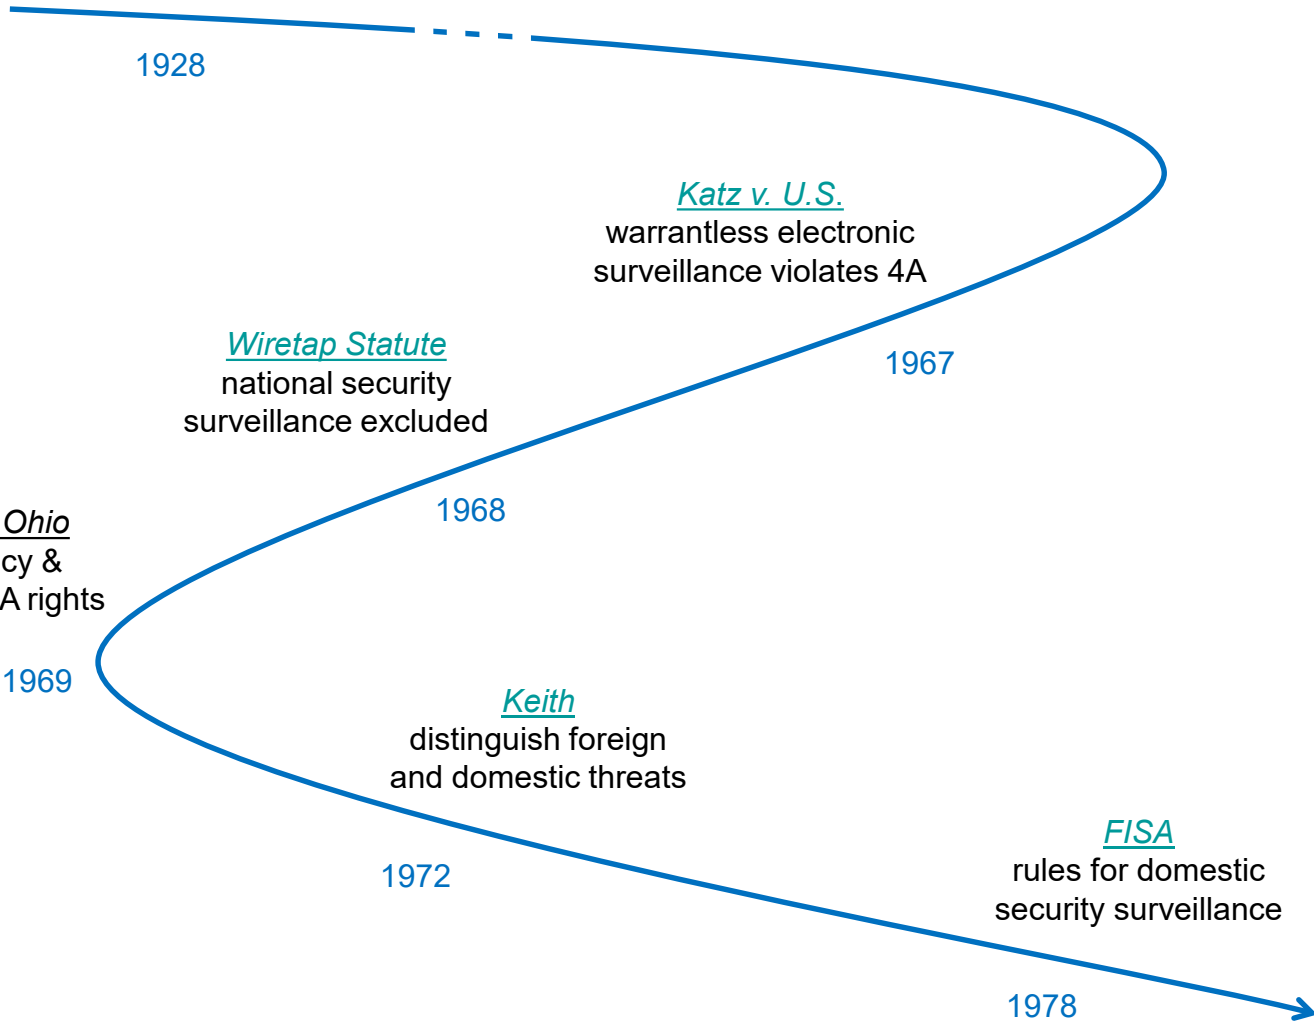 1928
Katz v. U.S.
warrantless electronic
surveillance violates 4A
1967
Wiretap Statute
national security
surveillance excluded
1968
Ohio
cy &
A rights
1969
Keith
distinguish foreign
and domestic threats
1972
FISA
rules for domestic
security surveillance
1978